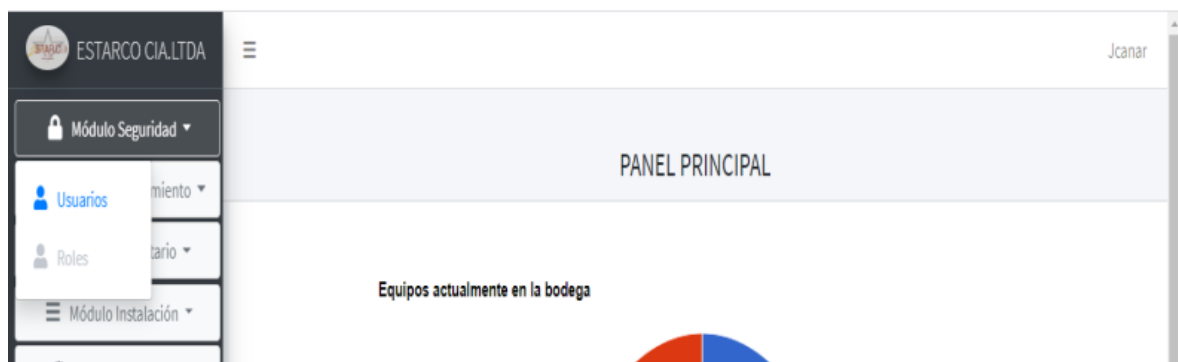 ESTARCO CIA.LTDA
Jcanar
Módulo Seguridad
Usuarios
miento
Roles
tario
Módulo Instalación
PANEL PRINCIPAL
Equipos actualmente en la bodega